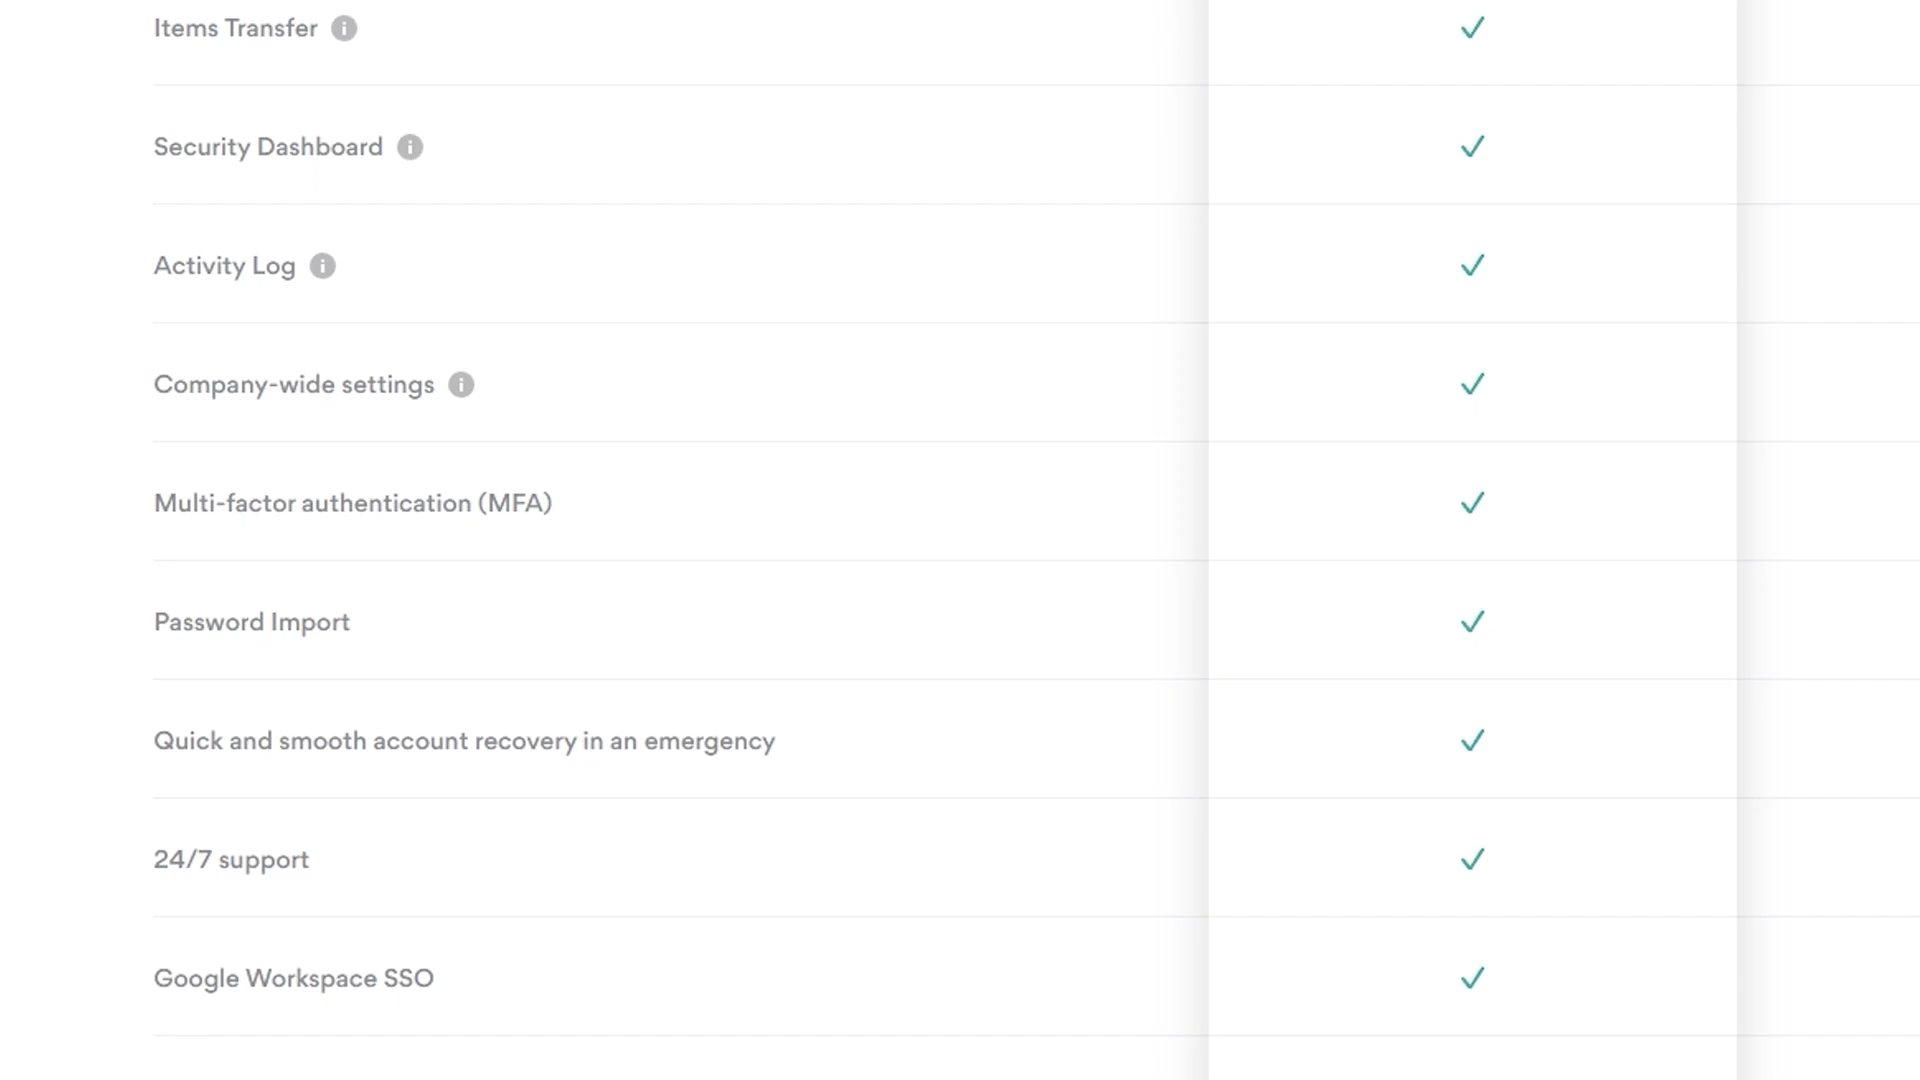 Items Transfer
Security Dashboard
Activity Log
Company-wide settings
Multi-factor authentication (MFA)
Password Import
Quick and smooth account recovery in an emergency
24/7 support
Google Workspace SSO